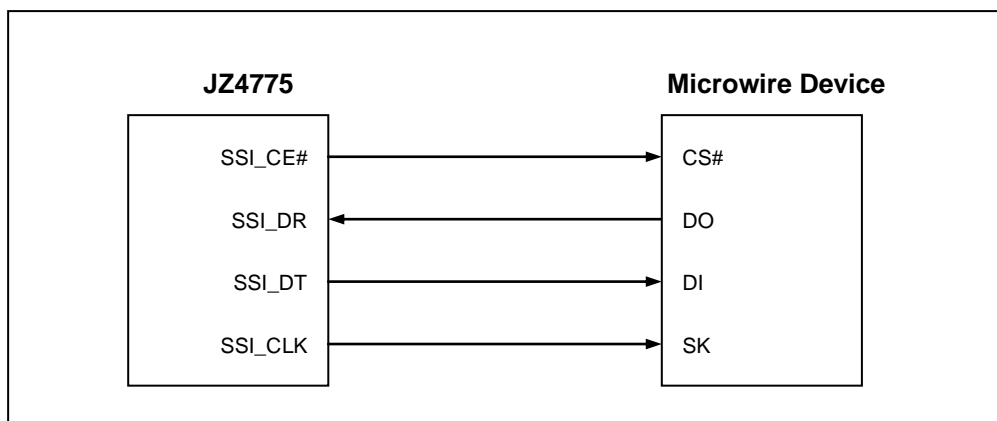 JZ4775 Microwire Device
SSI_CE# CS#
SSI_DR DO
SSI_DT DI
SSI_CLK SK